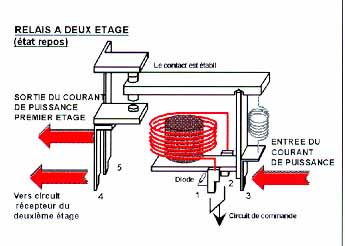 RELAIS A DEUX ETAGE
(état repos)
Le contact est établi
SORTIE DU COURANT
DE PUISSANCE
PREMIER ETAGE
ENTREE DU
COURANT
DE PUISSANCE
5
Diode
Vers circuit
récepteur du
deuxième étage
4
1
2
3
Circuit de commande